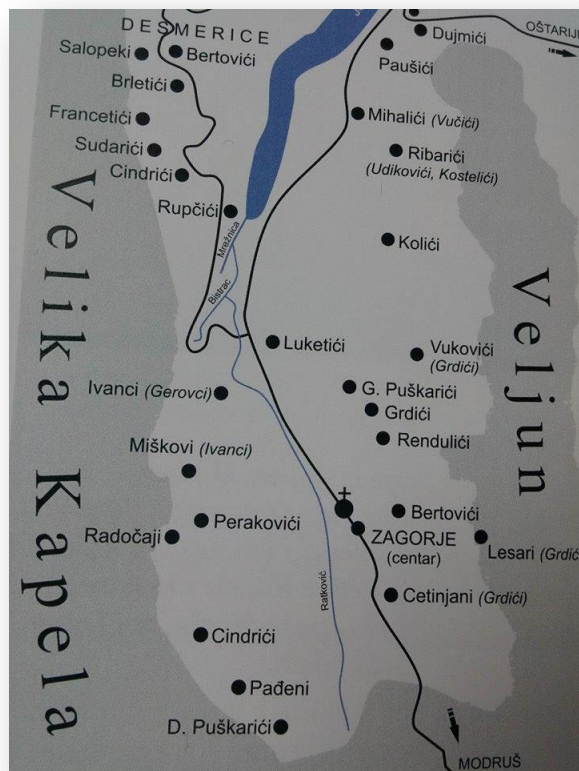 DESMERICE
Dujmići
OŠTARIJE
Salopeki
Bertovići
Paušići
Brletići
Francetići
Mihalići (Vučići)
Sudarići
Ribarići
(Udikovići, Kostelići)
Cindrići
Rupčići
Mrežnica
Kolići
Bistrac
Velika Kapela
Veljun
Luketići
Vukovići
(Grdići)
Ivanci (Gerovci)
G. Puškarići
Grdići
Miškovi (Ivanci)
Rendulići
Perakovići
Bertovići
Radočaji
ZAGORJE
(centar)
Lesari (Grdić
Ratković
Cetinjani (Grdići)
Cindrići
Pađeni
D. Puškarići
MODRUŠ